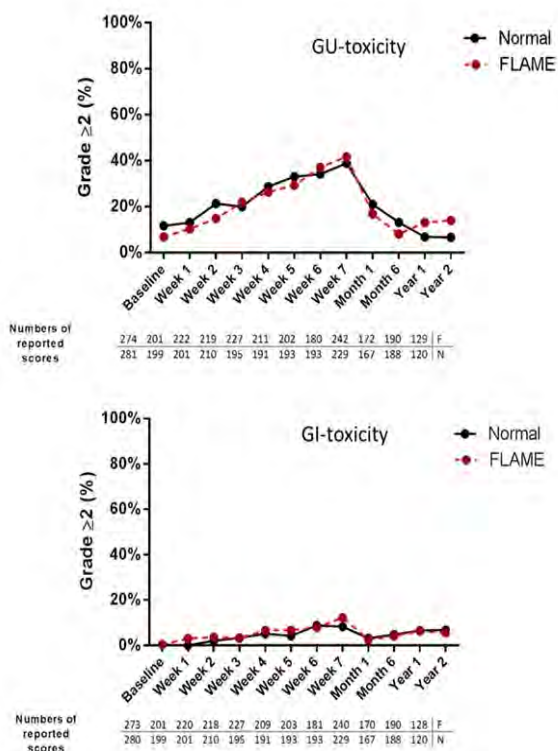 GU-toxicity
Normal
FLAME
Grade ≥2 (%)
100%
80%
60%
40%
20%
0%
Baseline
Week 1
Week 2
Week 3
Week 4
Week 5
Week 6
Week 7
Month 1
Month 6
Year 1
Year 2
Numbers of reported scores
274 201 222 219 227 211 202 180 242 172 190 129 F
281 199 201 210 195 191 193 193 229 167 188 120 N
GI-toxicity
Normal
FLAME
Grade ≥2 (%)
100%
80%
60%
40%
20%
0%
Baseline
Week 1
Week 2
Week 3
Week 4
Week 5
Week 6
Week 7
Month 1
Month 6
Year 1
Year 2
Numbers of reported scores
273 201 220 218 227 209 203 181 240 170 190 128 F
280 199 201 210 195 191 193 193 229 167 188 120 N